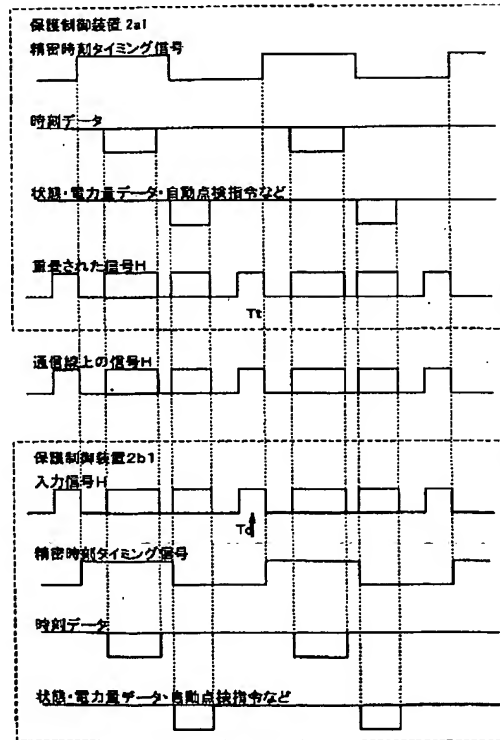 保護制御装置2a1
精密時刻タイミング信号
時刻データ
状態・電力量データ・自動点検指令など
重畳された信号H
Tt
通信線上の信号H
保護制御装置2b1
入力信号H
Td
精密時刻タイミング信号
時刻データ
状態・電力量データ・自動点検指令など